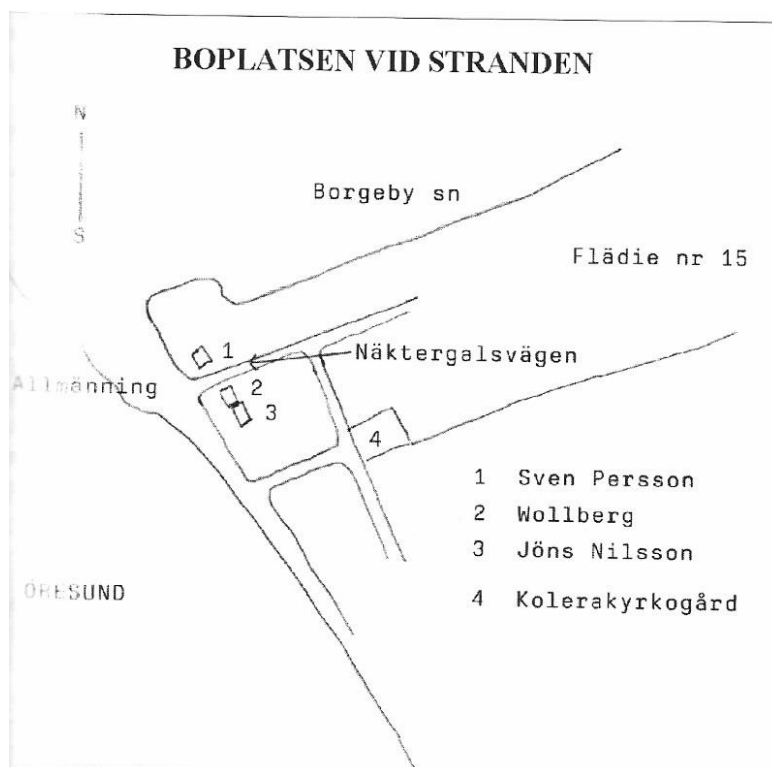 BOPLATSEN VID STRANDEN
N
S
Borgeby sn
Flädie nr 15
1
Näktergalsvägen
Allmänning
2
3
4
1 Sven Persson
2 Wollberg
3 Jöns Nilsson
ÖRESUND
4 Kolerakyrkogård